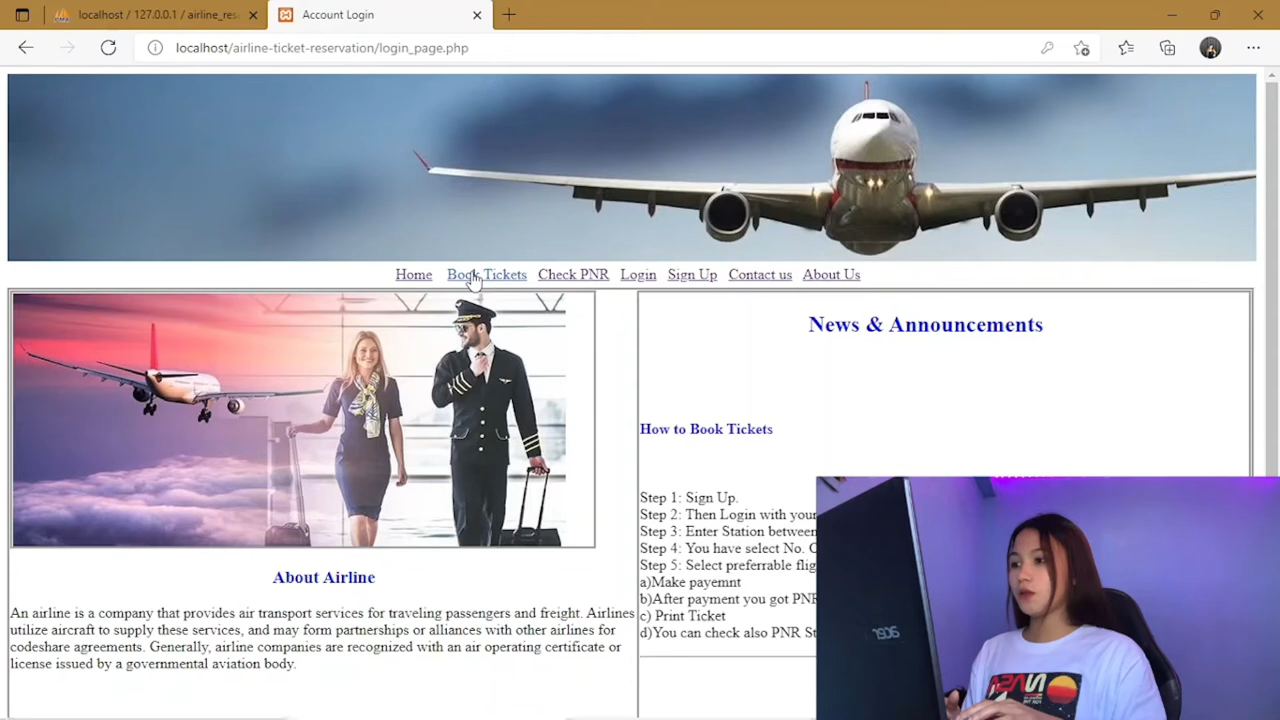 localhost / 127.0.0.1 / airline_res
Account Login
localhost/airline-ticket-reservation/login_page.php
Home Book Tickets Check PNR Login Sign Up Contact us About Us
News & Announcements
How to Book Tickets
Step 1: Sign Up.
Step 2: Then Login with your
Step 3: Enter Station between
Step 4: You have select No. O
Step 5: Select preferrable flig
a)Make payemnt
b)After payment you got PNR
c) Print Ticket
d)You can check also PNR St
About Airline
An airline is a company that provides air transport services for traveling passengers and freight. Airlines
utilize aircraft to supply these services, and may form partnerships or alliances with other airlines for
codeshare agreements. Generally, airline companies are recognized with an air operating certificate or
license issued by a governmental aviation body.
acer
NASA